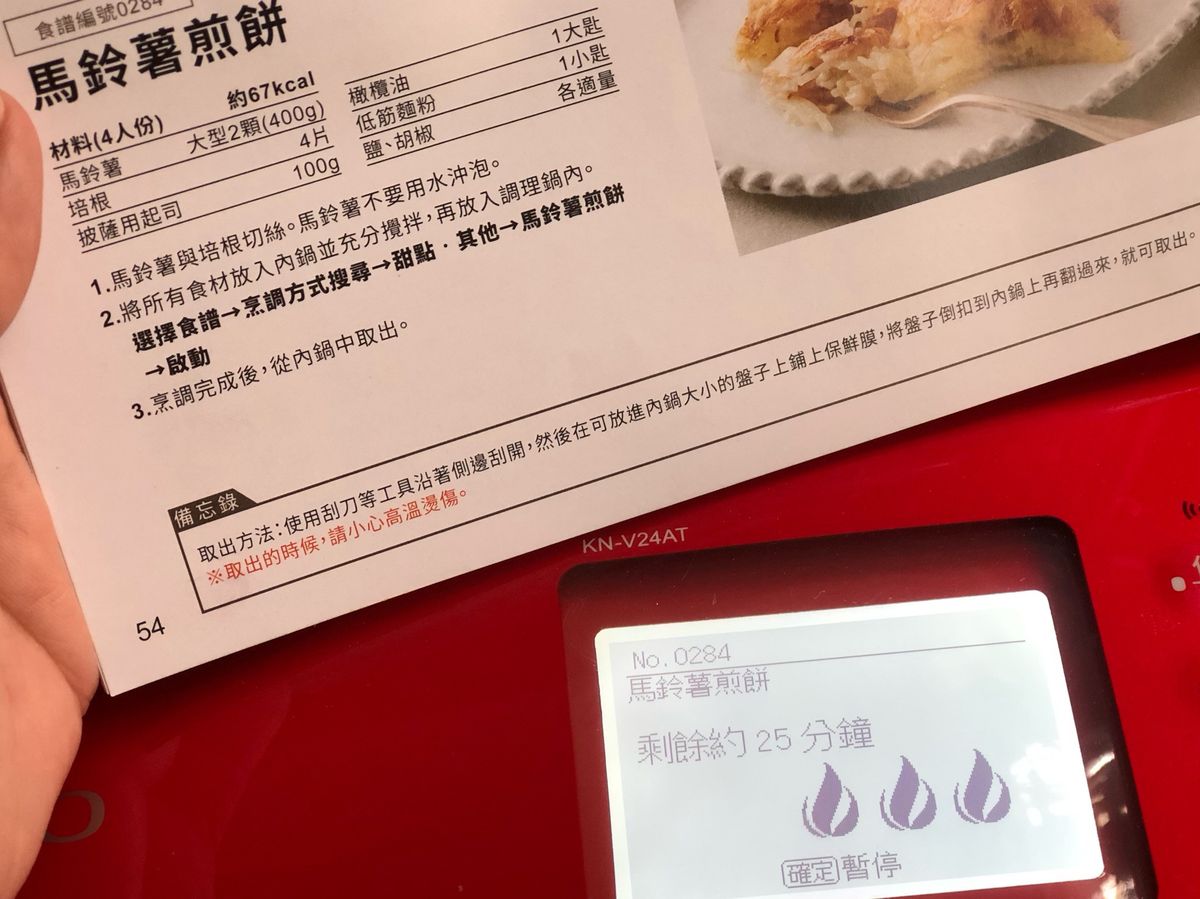 食譜編號0284
馬鈴薯煎餅
約67kcal
材料(4人份)
馬鈴薯 大型2顆(400g)
培根 4片
披薩用起司 100g
橄欖油 1大匙
低筋麵粉 1小匙
鹽、胡椒 各適量
1.馬鈴薯與培根切絲。馬鈴薯不要用水沖泡。
2.將所有食材放入內鍋並充分攪拌,再放入調理鍋內。
選擇食譜→烹調方式搜尋→甜點・其他→馬鈴薯煎餅
→啟動
3.烹調完成後,從內鍋中取出。
備忘錄
取出方法:使用刮刀等工具沿著側邊刮開,然後在可放進內鍋大小的盤子上鋪上保鮮膜,將盤子倒扣到內鍋上再翻過來,就可取出。
※取出的時候,請小心高溫燙傷。
54
KN-V24AT
No.0284
馬鈴薯煎餅
剩餘約 25 分鐘
確定 暫停